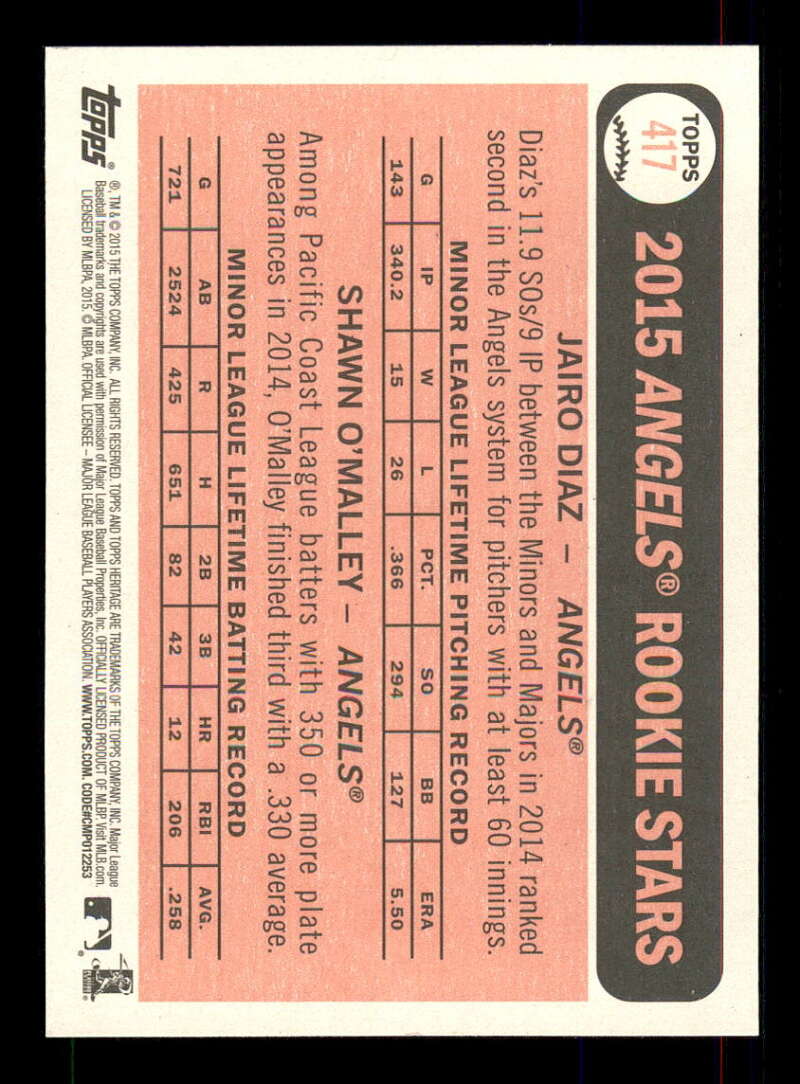 TOPPS
417
2015 ANGELS® ROOKIE STARS
JAIRO DIAZ – ANGELS®
Diaz's 11.9 SOs/9 IP between the Minors and Majors in 2014 ranked
second in the Angels system for pitchers with at least 60 innings.
MINOR LEAGUE LIFETIME PITCHING RECORD
G IP W L PCT. SO BB ERA
143 340.2 15 26 .366 294 127 5.50
SHAWN O'MALLEY – ANGELS®
Among Pacific Coast League batters with 350 or more plate
appearances in 2014, O'Malley finished third with a .330 average.
MINOR LEAGUE LIFETIME BATTING RECORD
G AB R H 2B 3B HR RBI AVG.
721 2524 425 651 82 42 12 206 .258
topps®
®, TM & © 2015 THE TOPPS COMPANY, INC. ALL RIGHTS RESERVED. TOPPS AND TOPPS HERITAGE ARE TRADEMARKS OF THE TOPPS COMPANY, INC. Major League
Baseball trademarks and copyrights are used with permission of Major League Baseball Properties, Inc. OFFICIALLY LICENSED PRODUCT OF MLBP. Visit MLB.com.
LICENSED BY MLBPA, 2015. © MLBPA. OFFICIAL LICENSEE – MAJOR LEAGUE BASEBALL PLAYERS ASSOCIATION. WWW.TOPPS.COM. CODE#CMP012253